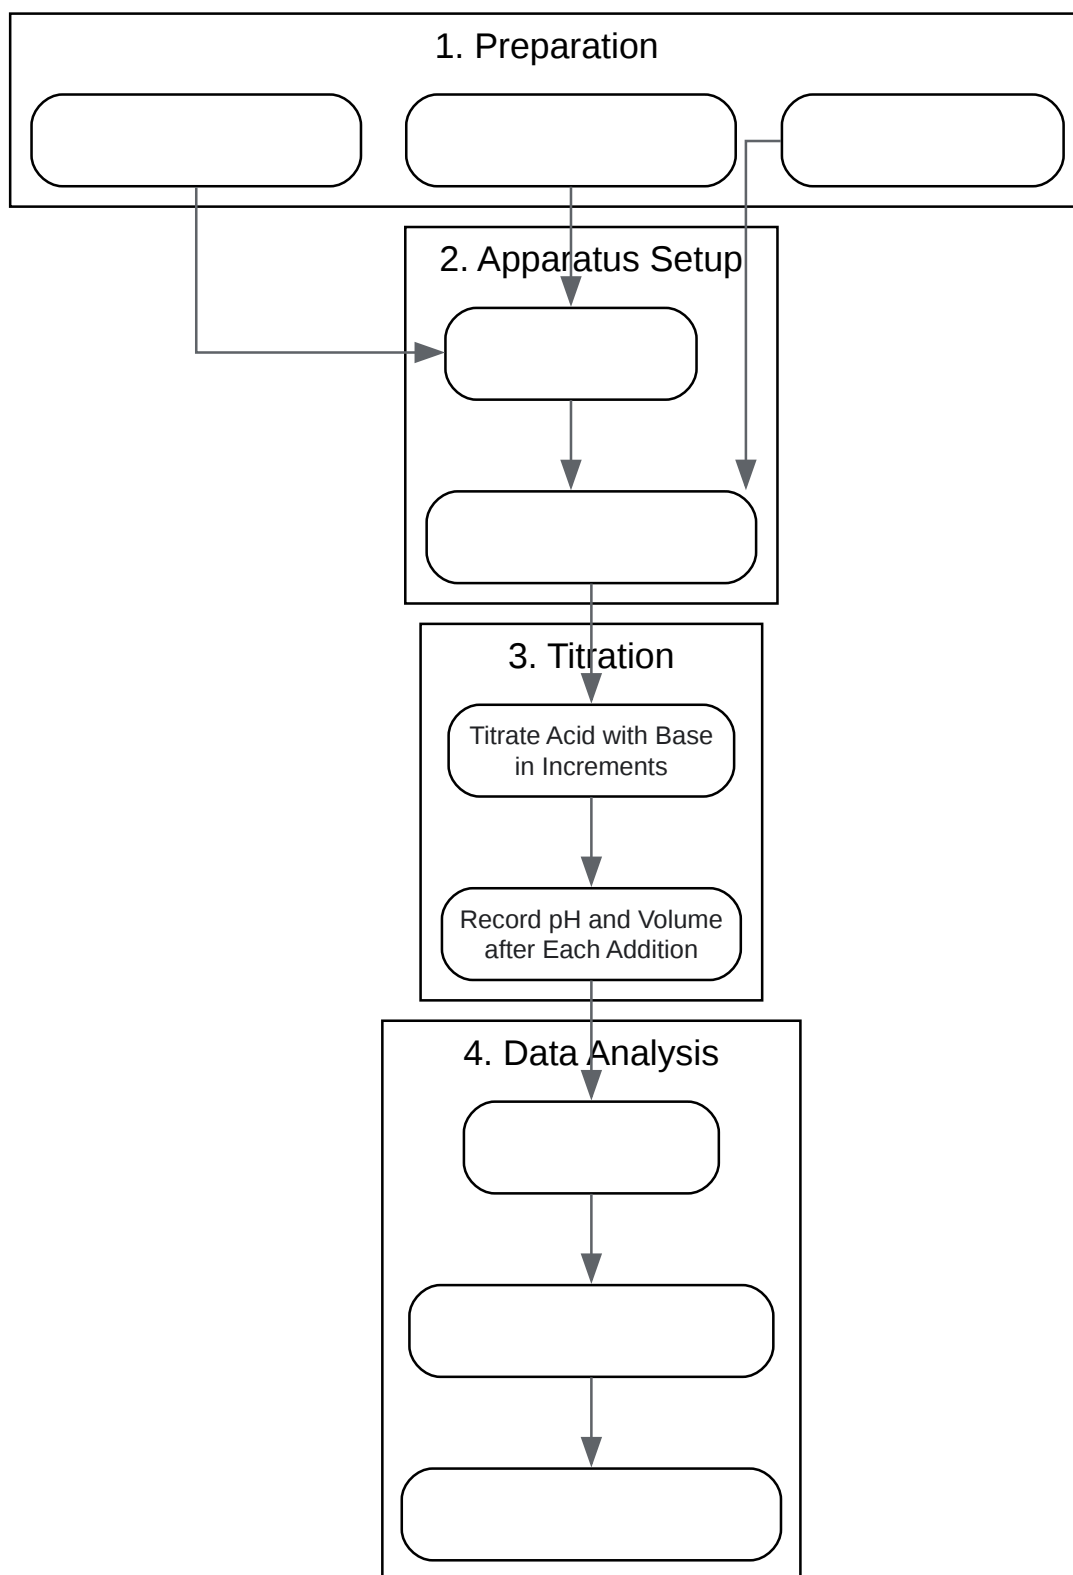 1. Preparation
2. Apparatus Setup
3. Titration
Titrate Acid with Base
in Increments
Record pH and Volume
after Each Addition
4. Data Analysis